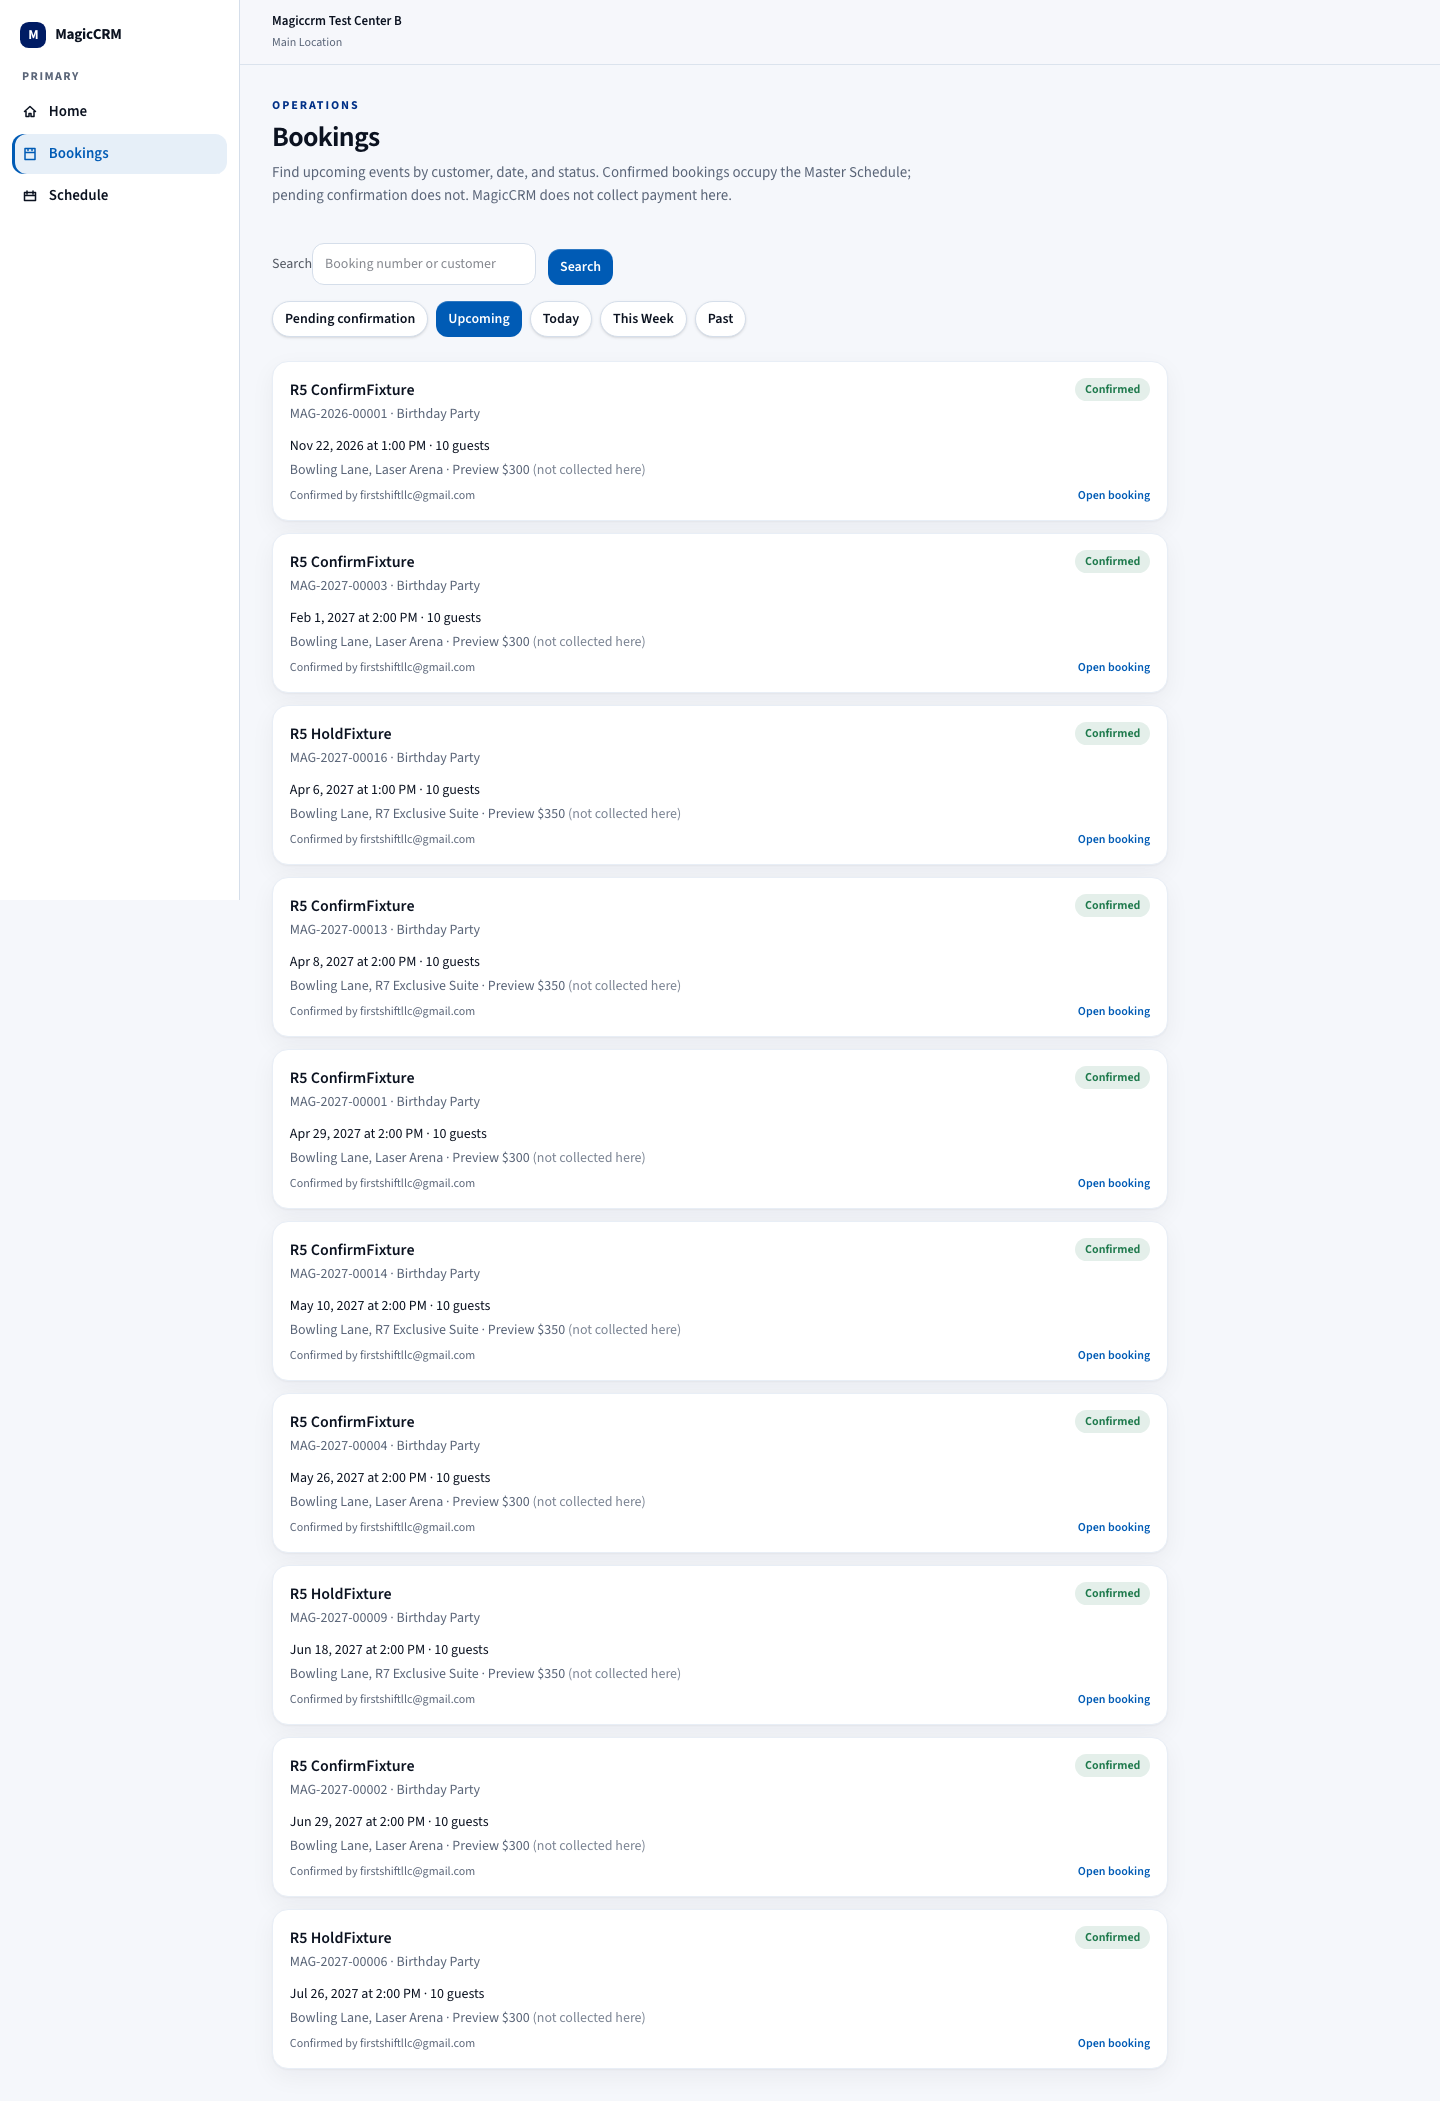 M MagicCRM
PRIMARY
Home
Bookings
Schedule
Magiccrm Test Center B
Main Location
OPERATIONS
Bookings
Find upcoming events by customer, date, and status. Confirmed bookings occupy the Master Schedule;
pending confirmation does not. MagicCRM does not collect payment here.
Search Booking number or customer Search
Pending confirmation Upcoming Today This Week Past
R5 ConfirmFixture Confirmed
MAG-2026-00001 · Birthday Party
Nov 22, 2026 at 1:00 PM · 10 guests
Bowling Lane, Laser Arena · Preview $300 (not collected here)
Confirmed by firstshiftllc@gmail.com Open booking
R5 ConfirmFixture Confirmed
MAG-2027-00003 · Birthday Party
Feb 1, 2027 at 2:00 PM · 10 guests
Bowling Lane, Laser Arena · Preview $300 (not collected here)
Confirmed by firstshiftllc@gmail.com Open booking
R5 HoldFixture Confirmed
MAG-2027-00016 · Birthday Party
Apr 6, 2027 at 1:00 PM · 10 guests
Bowling Lane, R7 Exclusive Suite · Preview $350 (not collected here)
Confirmed by firstshiftllc@gmail.com Open booking
R5 ConfirmFixture Confirmed
MAG-2027-00013 · Birthday Party
Apr 8, 2027 at 2:00 PM · 10 guests
Bowling Lane, R7 Exclusive Suite · Preview $350 (not collected here)
Confirmed by firstshiftllc@gmail.com Open booking
R5 ConfirmFixture Confirmed
MAG-2027-00001 · Birthday Party
Apr 29, 2027 at 2:00 PM · 10 guests
Bowling Lane, Laser Arena · Preview $300 (not collected here)
Confirmed by firstshiftllc@gmail.com Open booking
R5 ConfirmFixture Confirmed
MAG-2027-00014 · Birthday Party
May 10, 2027 at 2:00 PM · 10 guests
Bowling Lane, R7 Exclusive Suite · Preview $350 (not collected here)
Confirmed by firstshiftllc@gmail.com Open booking
R5 ConfirmFixture Confirmed
MAG-2027-00004 · Birthday Party
May 26, 2027 at 2:00 PM · 10 guests
Bowling Lane, Laser Arena · Preview $300 (not collected here)
Confirmed by firstshiftllc@gmail.com Open booking
R5 HoldFixture Confirmed
MAG-2027-00009 · Birthday Party
Jun 18, 2027 at 2:00 PM · 10 guests
Bowling Lane, R7 Exclusive Suite · Preview $350 (not collected here)
Confirmed by firstshiftllc@gmail.com Open booking
R5 ConfirmFixture Confirmed
MAG-2027-00002 · Birthday Party
Jun 29, 2027 at 2:00 PM · 10 guests
Bowling Lane, Laser Arena · Preview $300 (not collected here)
Confirmed by firstshiftllc@gmail.com Open booking
R5 HoldFixture Confirmed
MAG-2027-00006 · Birthday Party
Jul 26, 2027 at 2:00 PM · 10 guests
Bowling Lane, Laser Arena · Preview $300 (not collected here)
Confirmed by firstshiftllc@gmail.com Open booking